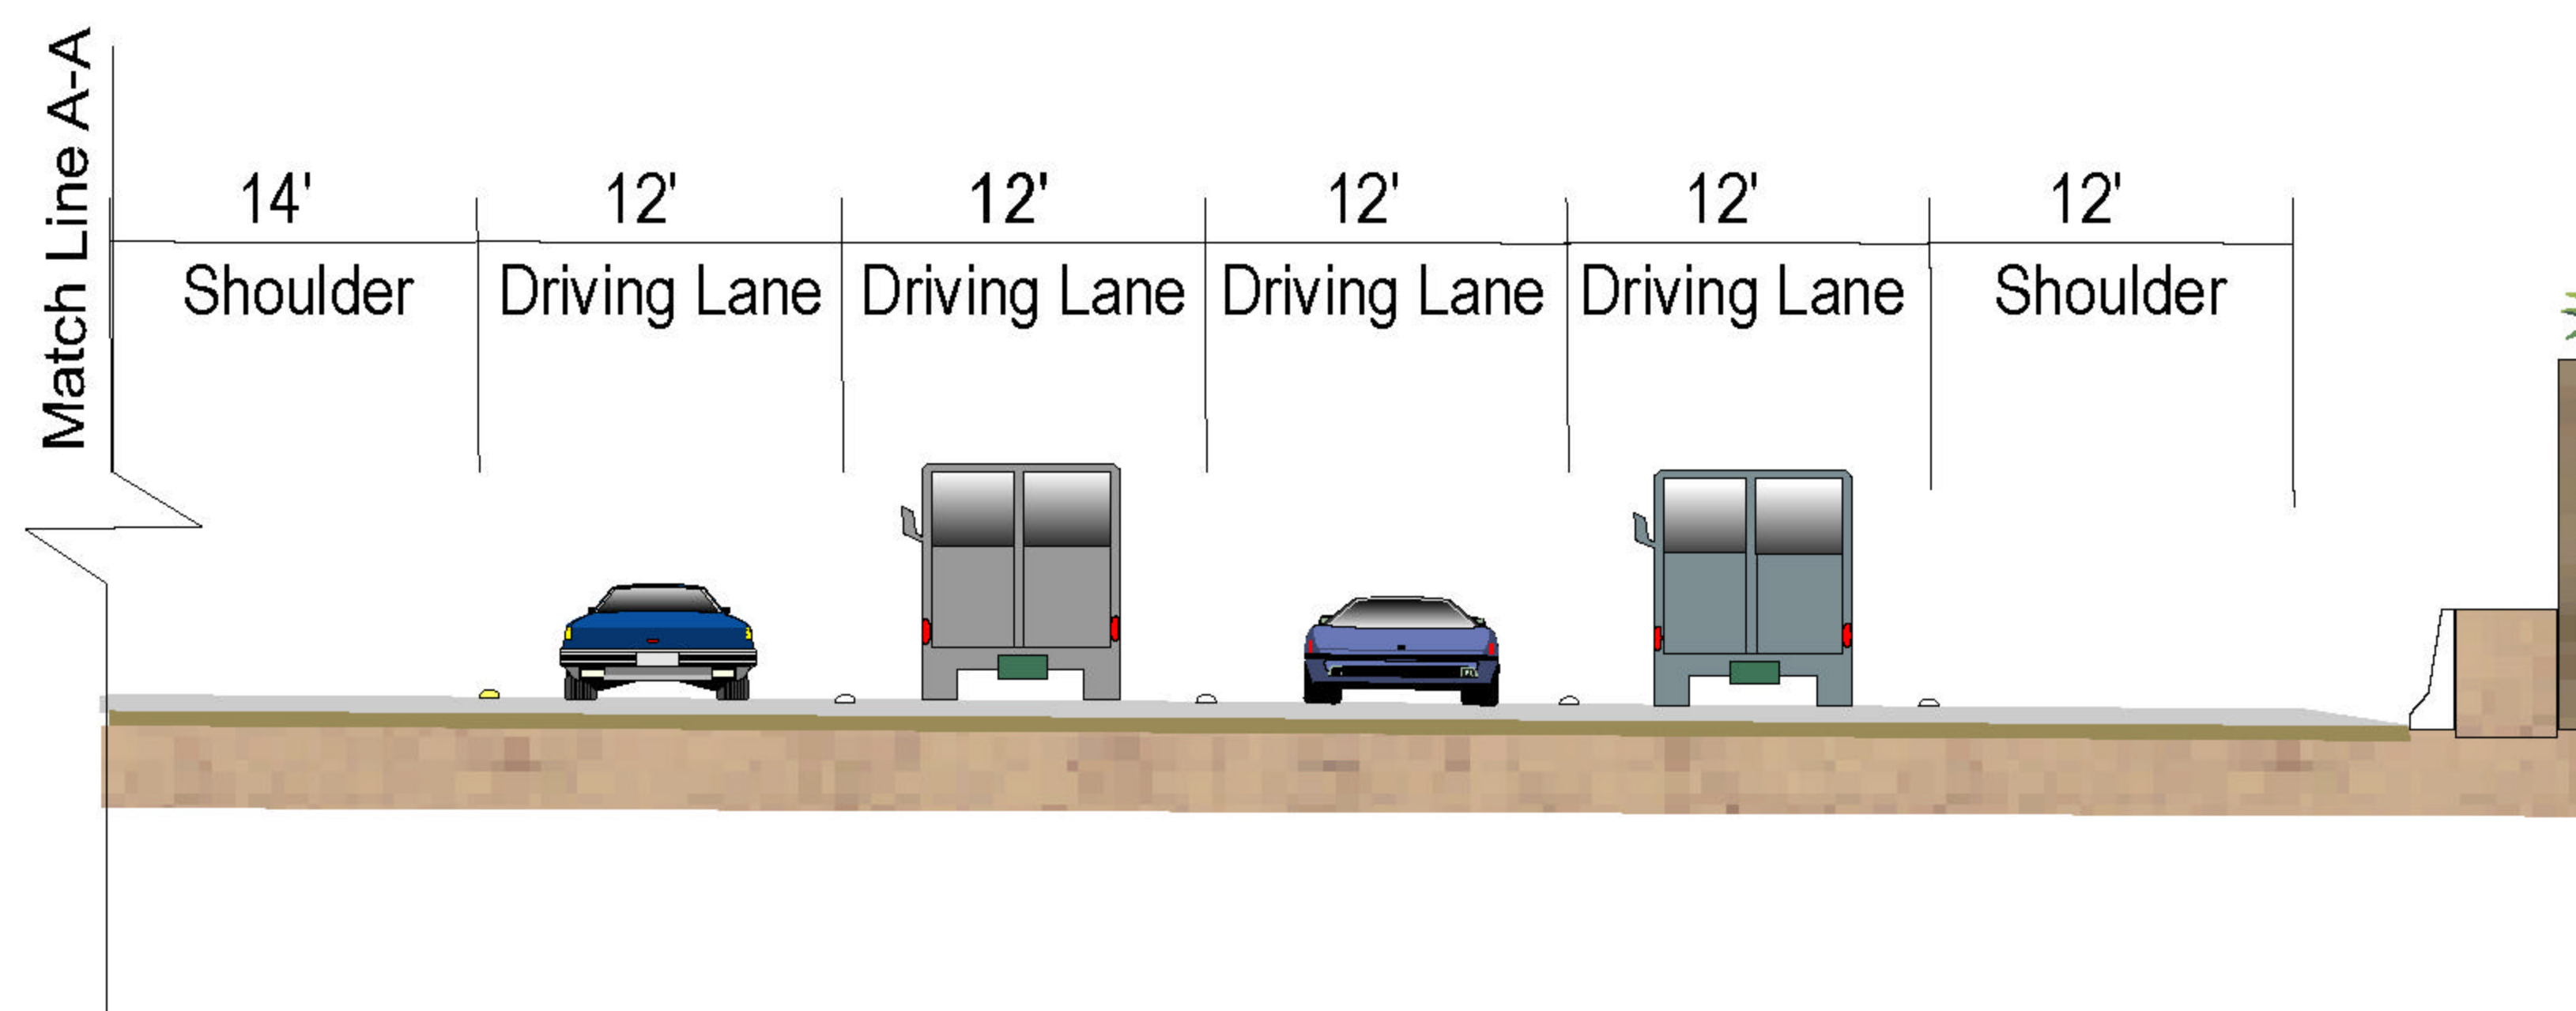 Match Line A-A
14' 12' 12' 12' 12' 12'
Shoulder Driving Lane Driving Lane Driving Lane Driving Lane Shoulder